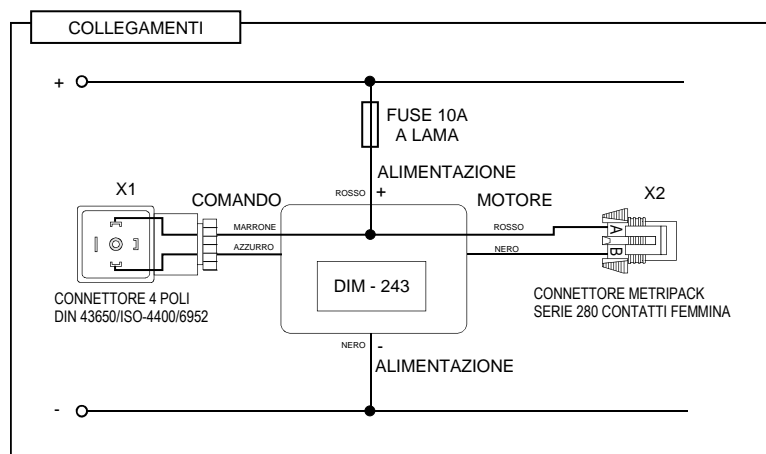 COLLEGAMENTI
+
FUSE 10A
A LAMA
ALIMENTAZIONE
ROSSO +
X1
COMANDO
MOTORE
X2
MARRONE
ROSSO
A
AZZURRO
NERO
B
DIM - 243
CONNETTORE 4 POLI
DIN 43650/ISO-4400/6952
CONNETTORE METRIPACK
SERIE 280 CONTATTI FEMMINA
NERO -
ALIMENTAZIONE
-